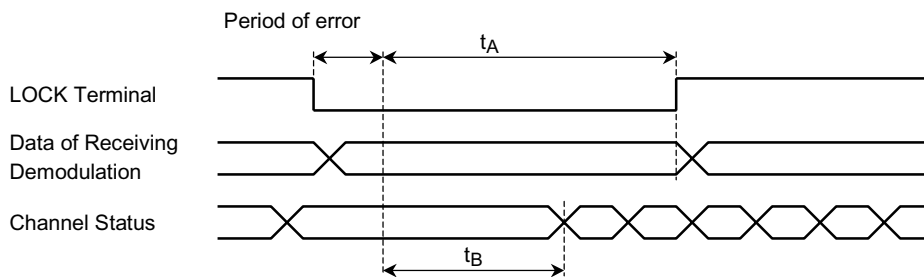 Period of error
tA
LOCK Terminal
Data of Receiving
Demodulation
Channel Status
tB